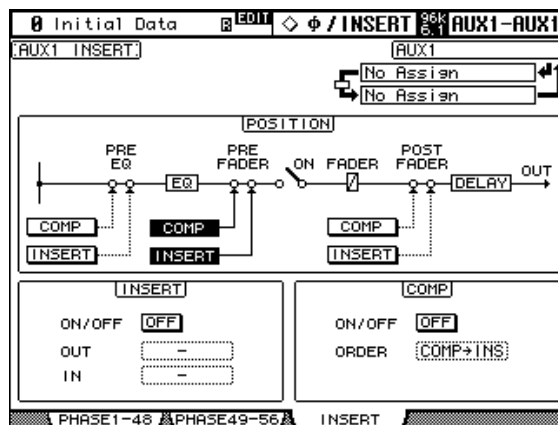 0 Initial Data EDIT ◇ Φ/INSERT 96k 6.1 AUX1-AUX1
AUX1 INSERT
AUX1
No Assign
No Assign
POSITION
PRE EQ
PRE FADER
ON
FADER
POST FADER
OUT
EQ
DELAY
COMP
COMP
COMP
INSERT
INSERT
INSERT
INSERT
ON/OFF OFF
OUT -
IN -
COMP
ON/OFF OFF
ORDER COMP→INS
PHASE1-48 PHASE49-56 INSERT